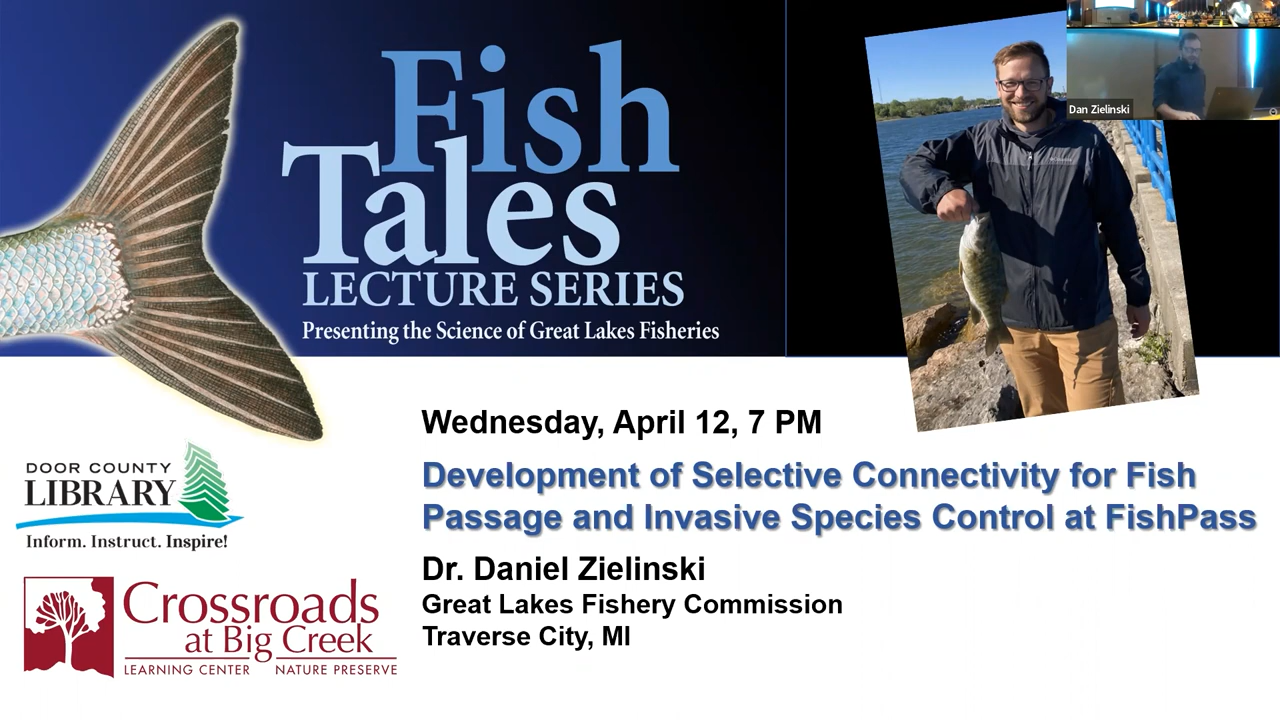 Fish
Tales
LECTURE SERIES
Presenting the Science of Great Lakes Fisheries
Dan Zielinski
Wednesday, April 12, 7 PM
Development of Selective Connectivity for Fish
Passage and Invasive Species Control at FishPass
Dr. Daniel Zielinski
Great Lakes Fishery Commission
Traverse City, MI
DOOR COUNTY
LIBRARY
Inform. Instruct. Inspire!
Crossroads
at Big Creek
LEARNING CENTER NATURE PRESERVE